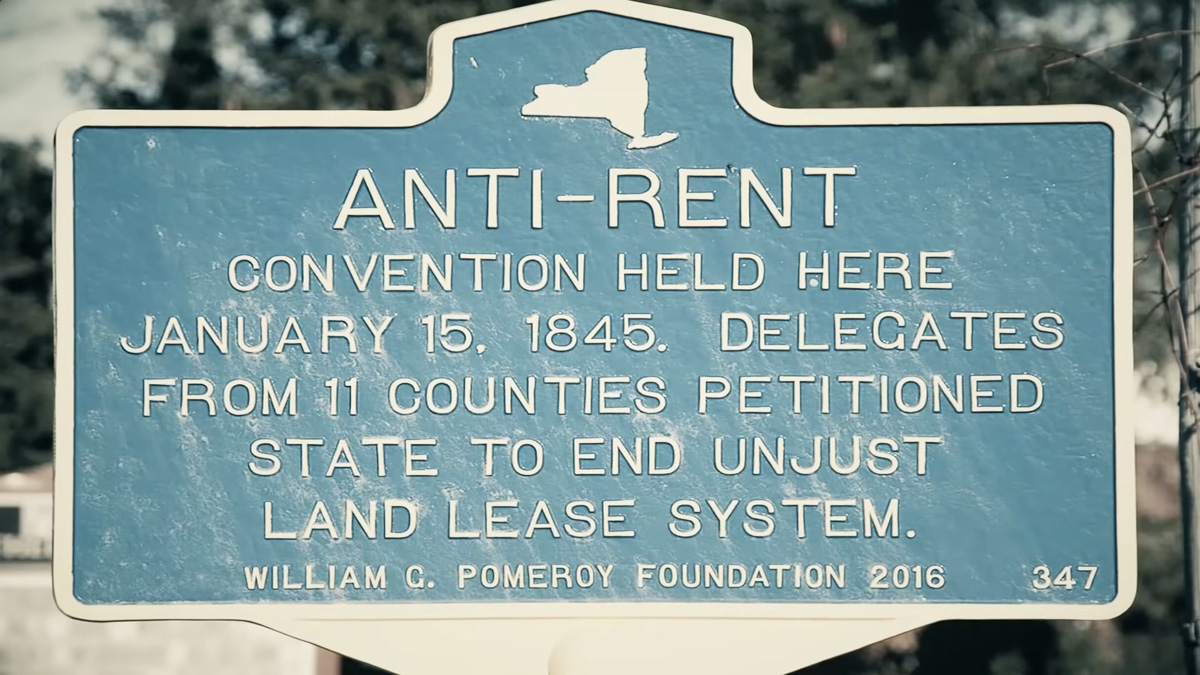 ANTI-RENT
CONVENTION HELD HERE
JANUARY 15, 1845. DELEGATES
FROM 11 COUNTIES PETITIONED
STATE TO END UNJUST
LAND LEASE SYSTEM.
WILLIAM G. POMEROY FOUNDATION 2016 347